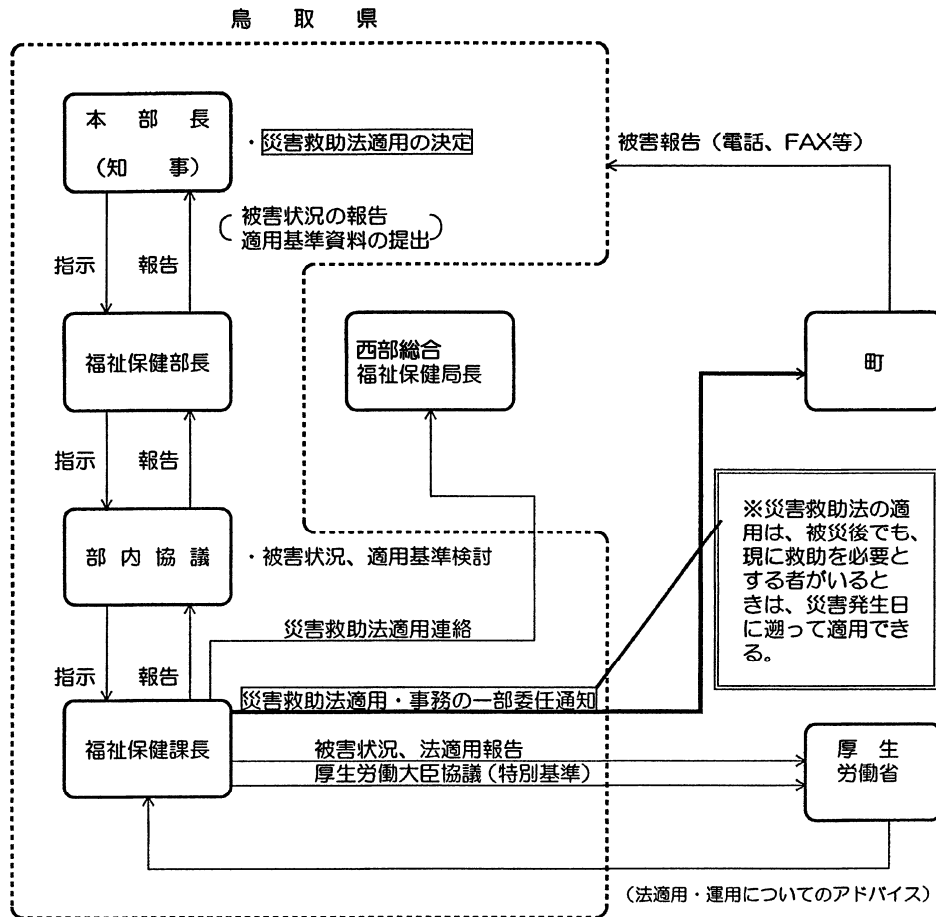 鳥取県
本部長
（知事）
・災害救助法適用の決定
被害報告（電話、FAX等）
（被害状況の報告
適用基準資料の提出）
指示
報告
福祉保健部長
西部総合
福祉保健局長
町
指示
報告
※災害救助法の適
用は、被災後でも、
現に救助を必要と
する者がいると
きは、災害発生日
に遡って適用でき
る。
部内協議
・被害状況、適用基準検討
災害救助法適用連絡
指示
報告
災害救助法適用・事務の一部委任通知
福祉保健課長
被害状況、法適用報告
厚生労働大臣協議（特別基準）
厚生
労働省
（法適用・運用についてのアドバイス）